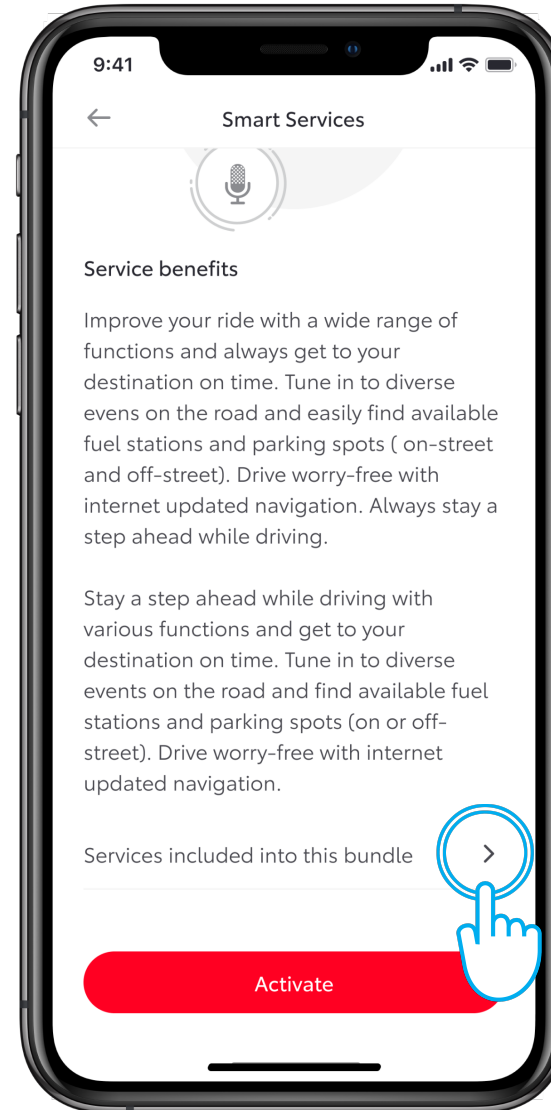 9:41
Smart Services
Service benefits
Improve your ride with a wide range of
functions and always get to your
destination on time. Tune in to diverse
evens on the road and easily find available
fuel stations and parking spots ( on-street
and off-street). Drive worry-free with
internet updated navigation. Always stay a
step ahead while driving.
Stay a step ahead while driving with
various functions and get to your
destination on time. Tune in to diverse
events on the road and find available fuel
stations and parking spots (on or off-
street). Drive worry-free with internet
updated navigation.
Services included into this bundle
Activate